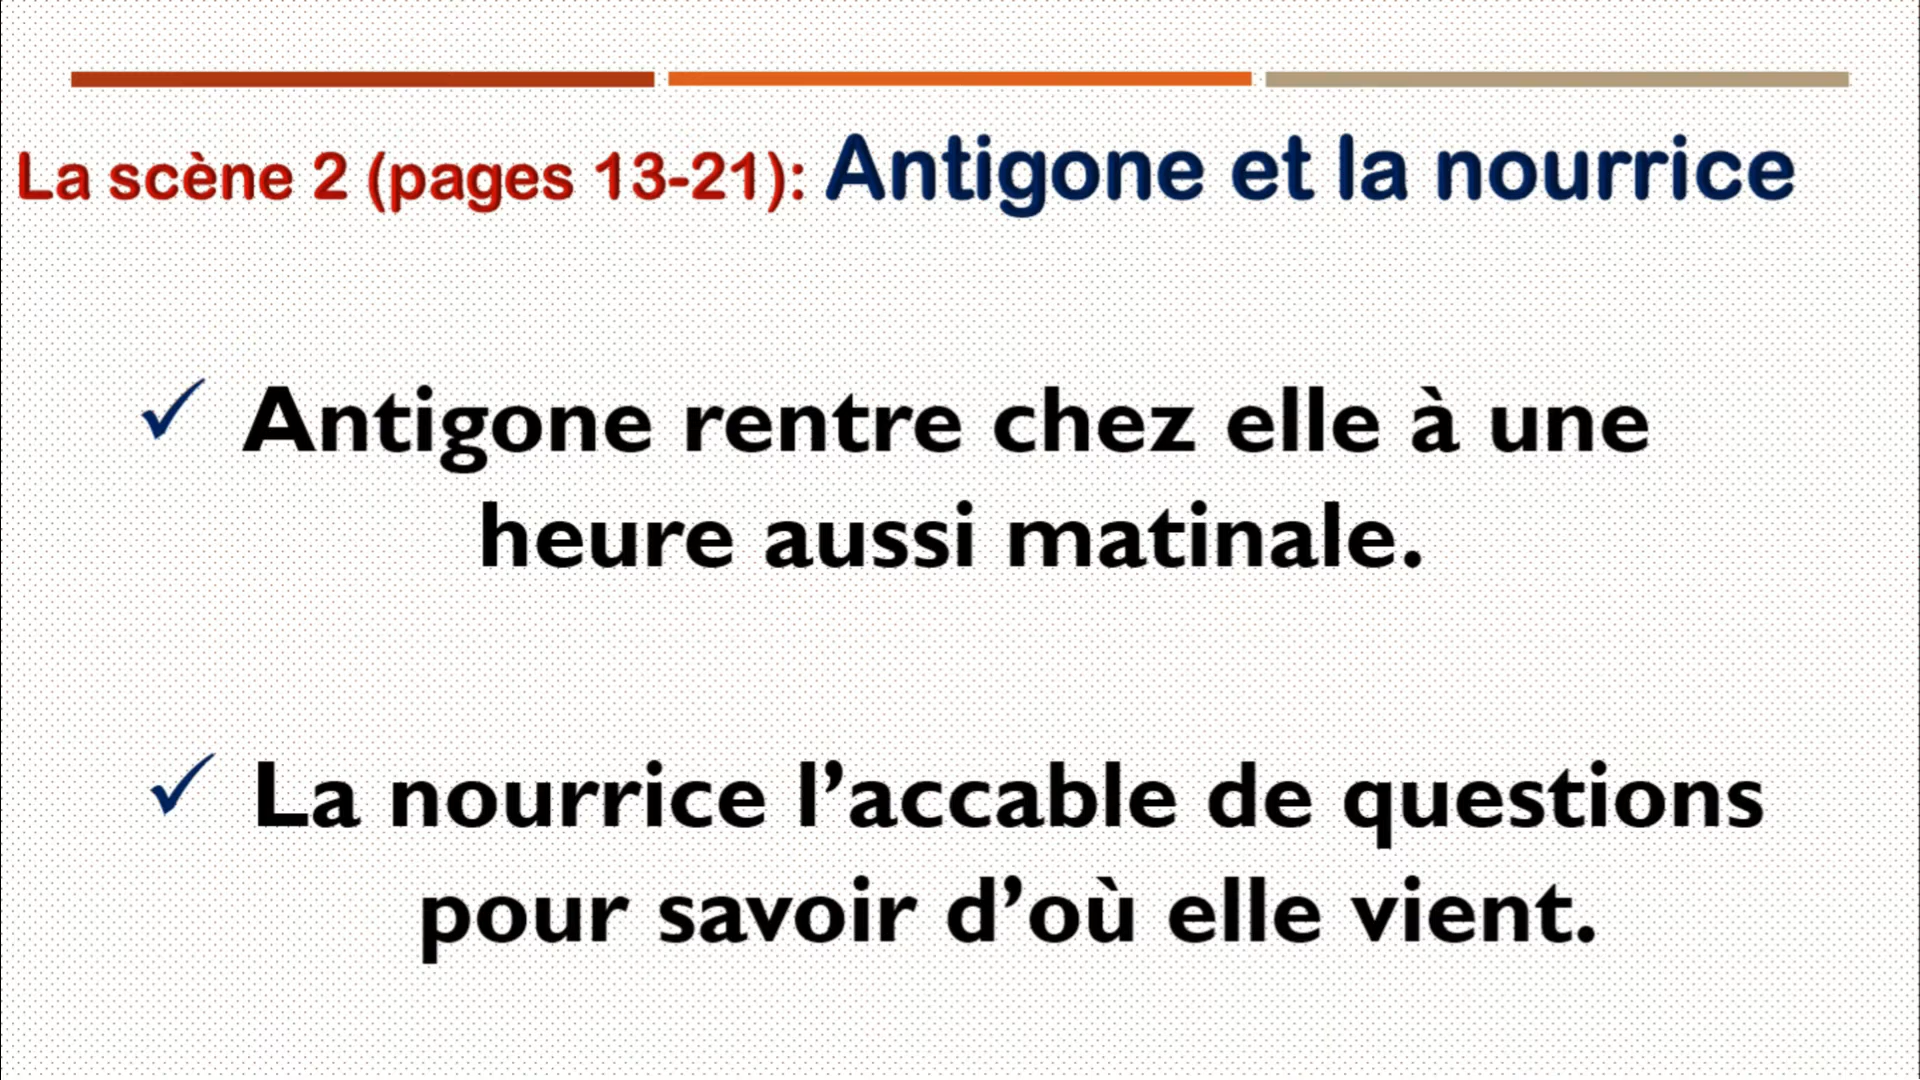 La scène 2 (pages 13-21): Antigone et la nourrice
✓ Antigone rentre chez elle à une
heure aussi matinale.
✓ La nourrice l’accable de questions
pour savoir d’où elle vient.